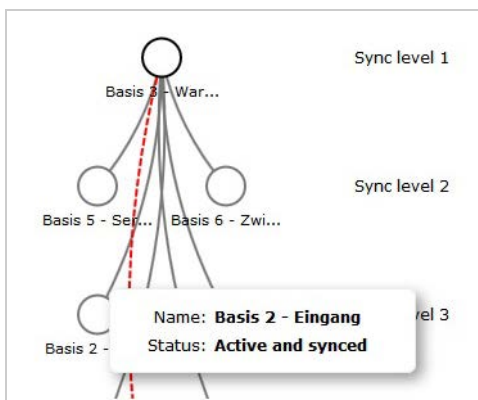 Sync level 1
Basis 3 - War...
Sync level 2
Basis 5 - Ser... Basis 6 - Zwi...
Name: Basis 2 - Eingang
el 3
Basis 2 -
Status: Active and synced